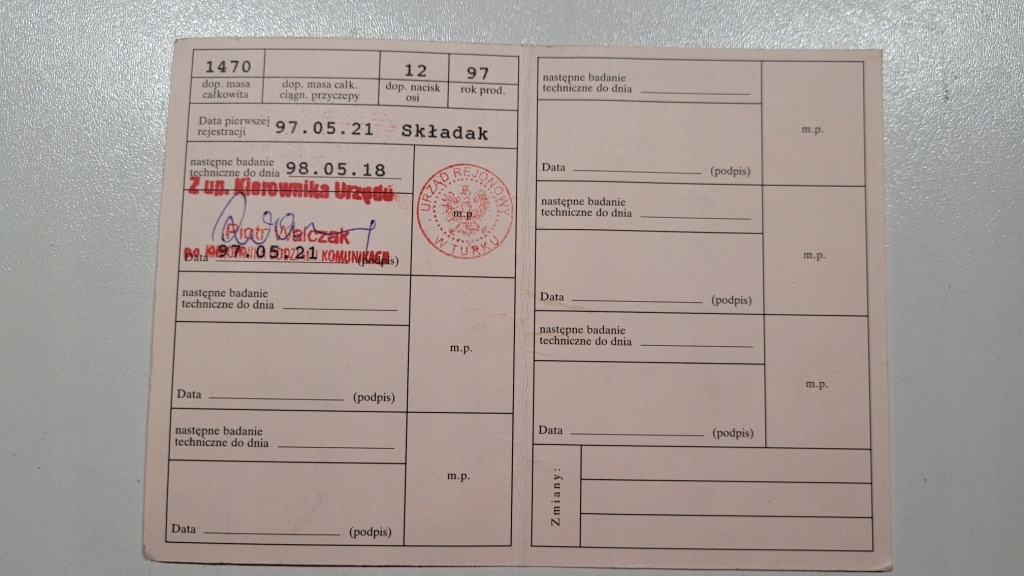 1470 12 97
dop. masa całkowita
dop. masa całk. ciągn. przyczepy
dop. nacisk osi
rok prod.
Data pierwszej rejestracji 97.05.21 Składak
następne badanie
techniczne do dnia 98.05.18
Z up. Kierownika Urzędu
Piotr Walczak
KOMUNIKACJI
Data 97.05.21 (podpis)
URZĄD REJONOWY
W TURKU
m.p.
następne badanie
techniczne do dnia
m.p.
Data (podpis)
następne badanie
techniczne do dnia
m.p.
Data (podpis)
następne badanie
techniczne do dnia
m.p.
Data (podpis)
następne badanie
techniczne do dnia
m.p.
Data (podpis)
następne badanie
techniczne do dnia
m.p.
Data (podpis)
Zmiany: